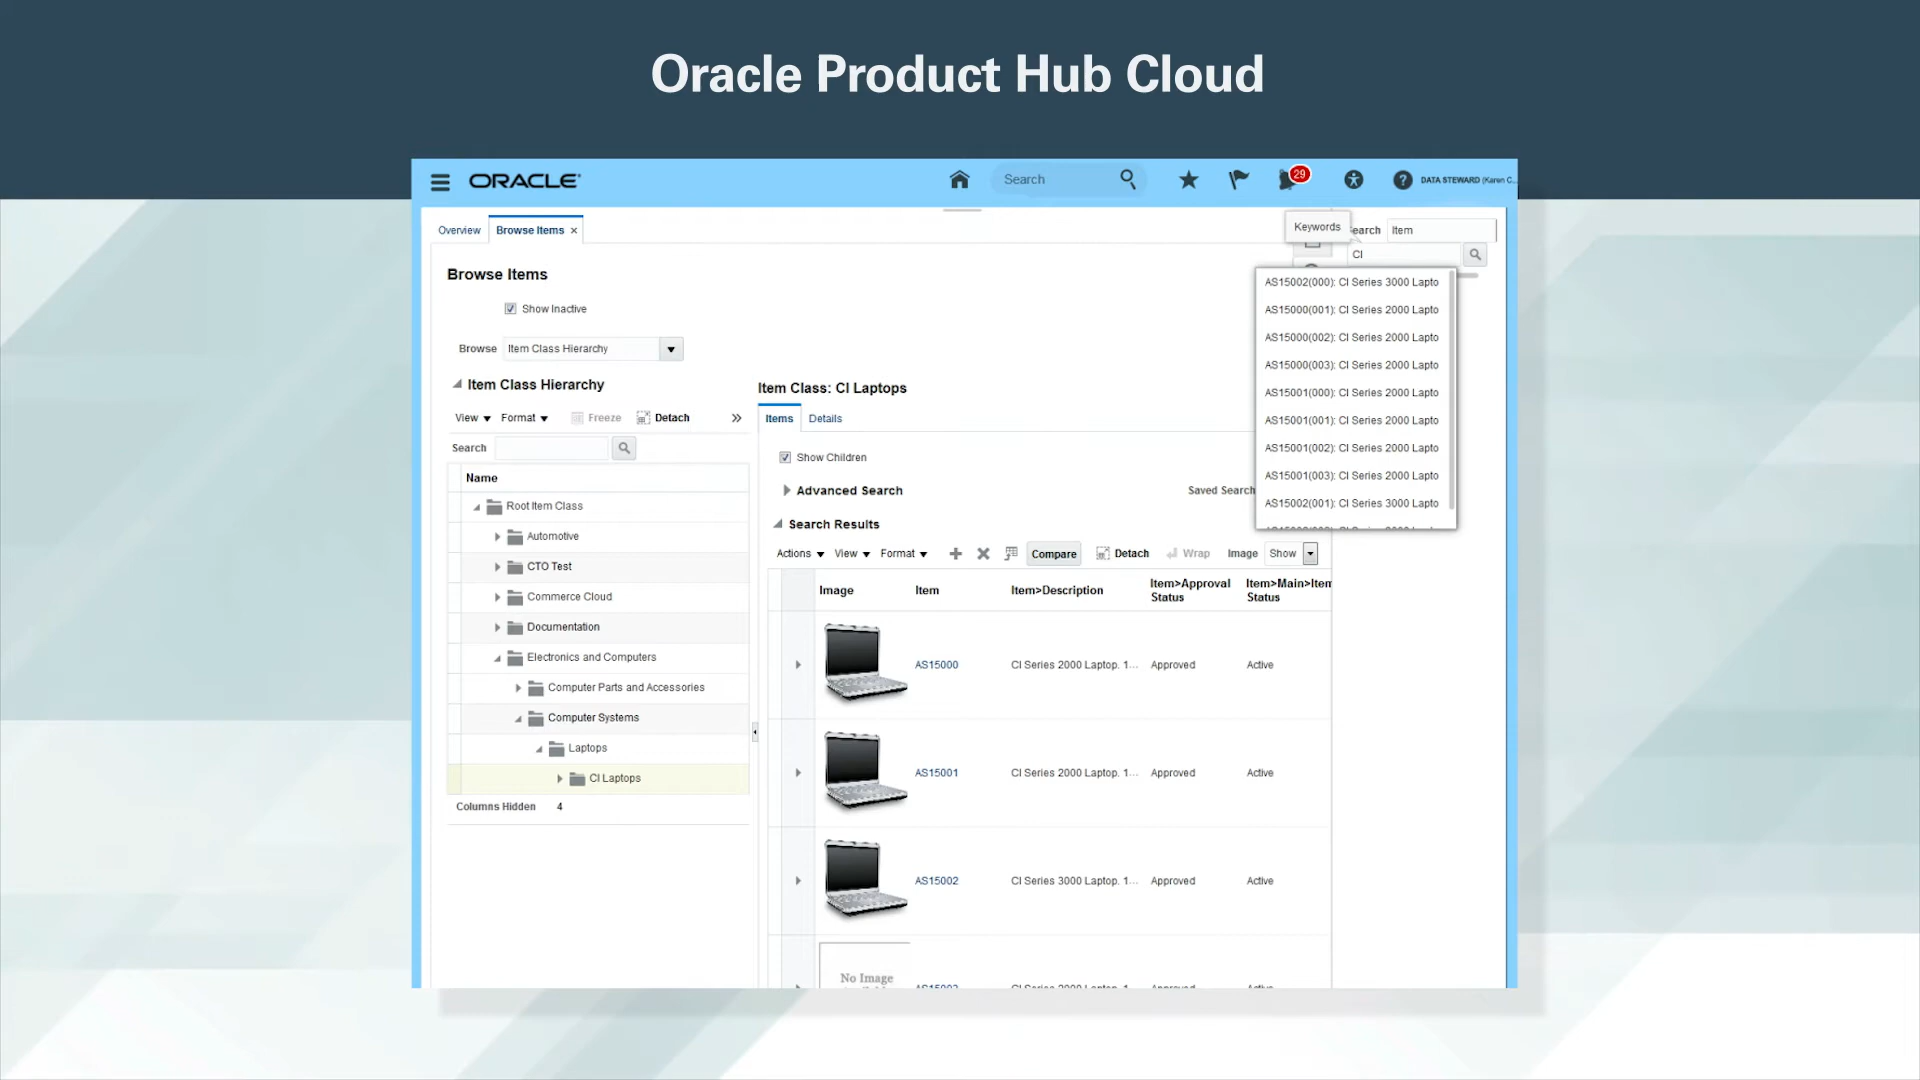 Oracle Product Hub Cloud
ORACLE
Search
29
DATA STEWARD (Karen C...
Overview
Browse Items
Keywords
earch
Item
CI
Browse Items
Show Inactive
Browse
Item Class Hierarchy
AS15002(000): CI Series 3000 Lapto
AS15000(001): CI Series 2000 Lapto
AS15000(002): CI Series 2000 Lapto
AS15000(003): CI Series 2000 Lapto
AS15001(000): CI Series 2000 Lapto
AS15001(001): CI Series 2000 Lapto
AS15001(002): CI Series 2000 Lapto
AS15001(003): CI Series 2000 Lapto
AS15002(001): CI Series 3000 Lapto
Item Class Hierarchy
View Format Freeze Detach
Search
Name
Root Item Class
Automotive
CTO Test
Commerce Cloud
Documentation
Electronics and Computers
Computer Parts and Accessories
Computer Systems
Laptops
CI Laptops
Columns Hidden 4
Item Class: CI Laptops
Items Details
Show Children
Advanced Search
Saved Search
Search Results
Actions View Format Compare Detach Wrap Image Show
Image Item Item>Description Item>Approval Status Item>Main>Item Status
AS15000 CI Series 2000 Laptop. 1... Approved Active
AS15001 CI Series 2000 Laptop. 1... Approved Active
AS15002 CI Series 3000 Laptop. 1... Approved Active
No Image